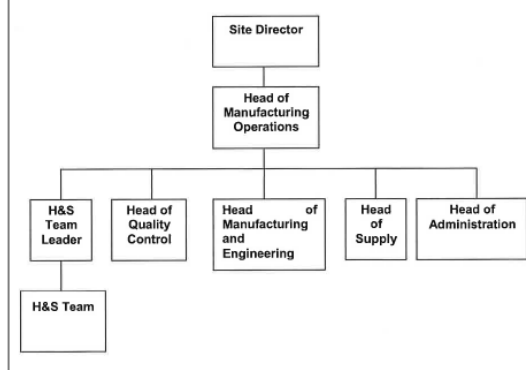 Site Director
Head of
Manufacturing
Operations
H&S
Team
Leader
Head of
Quality
Control
Head of
Manufacturing
and
Engineering
Head
of
Supply
Head of
Administration
H&S Team